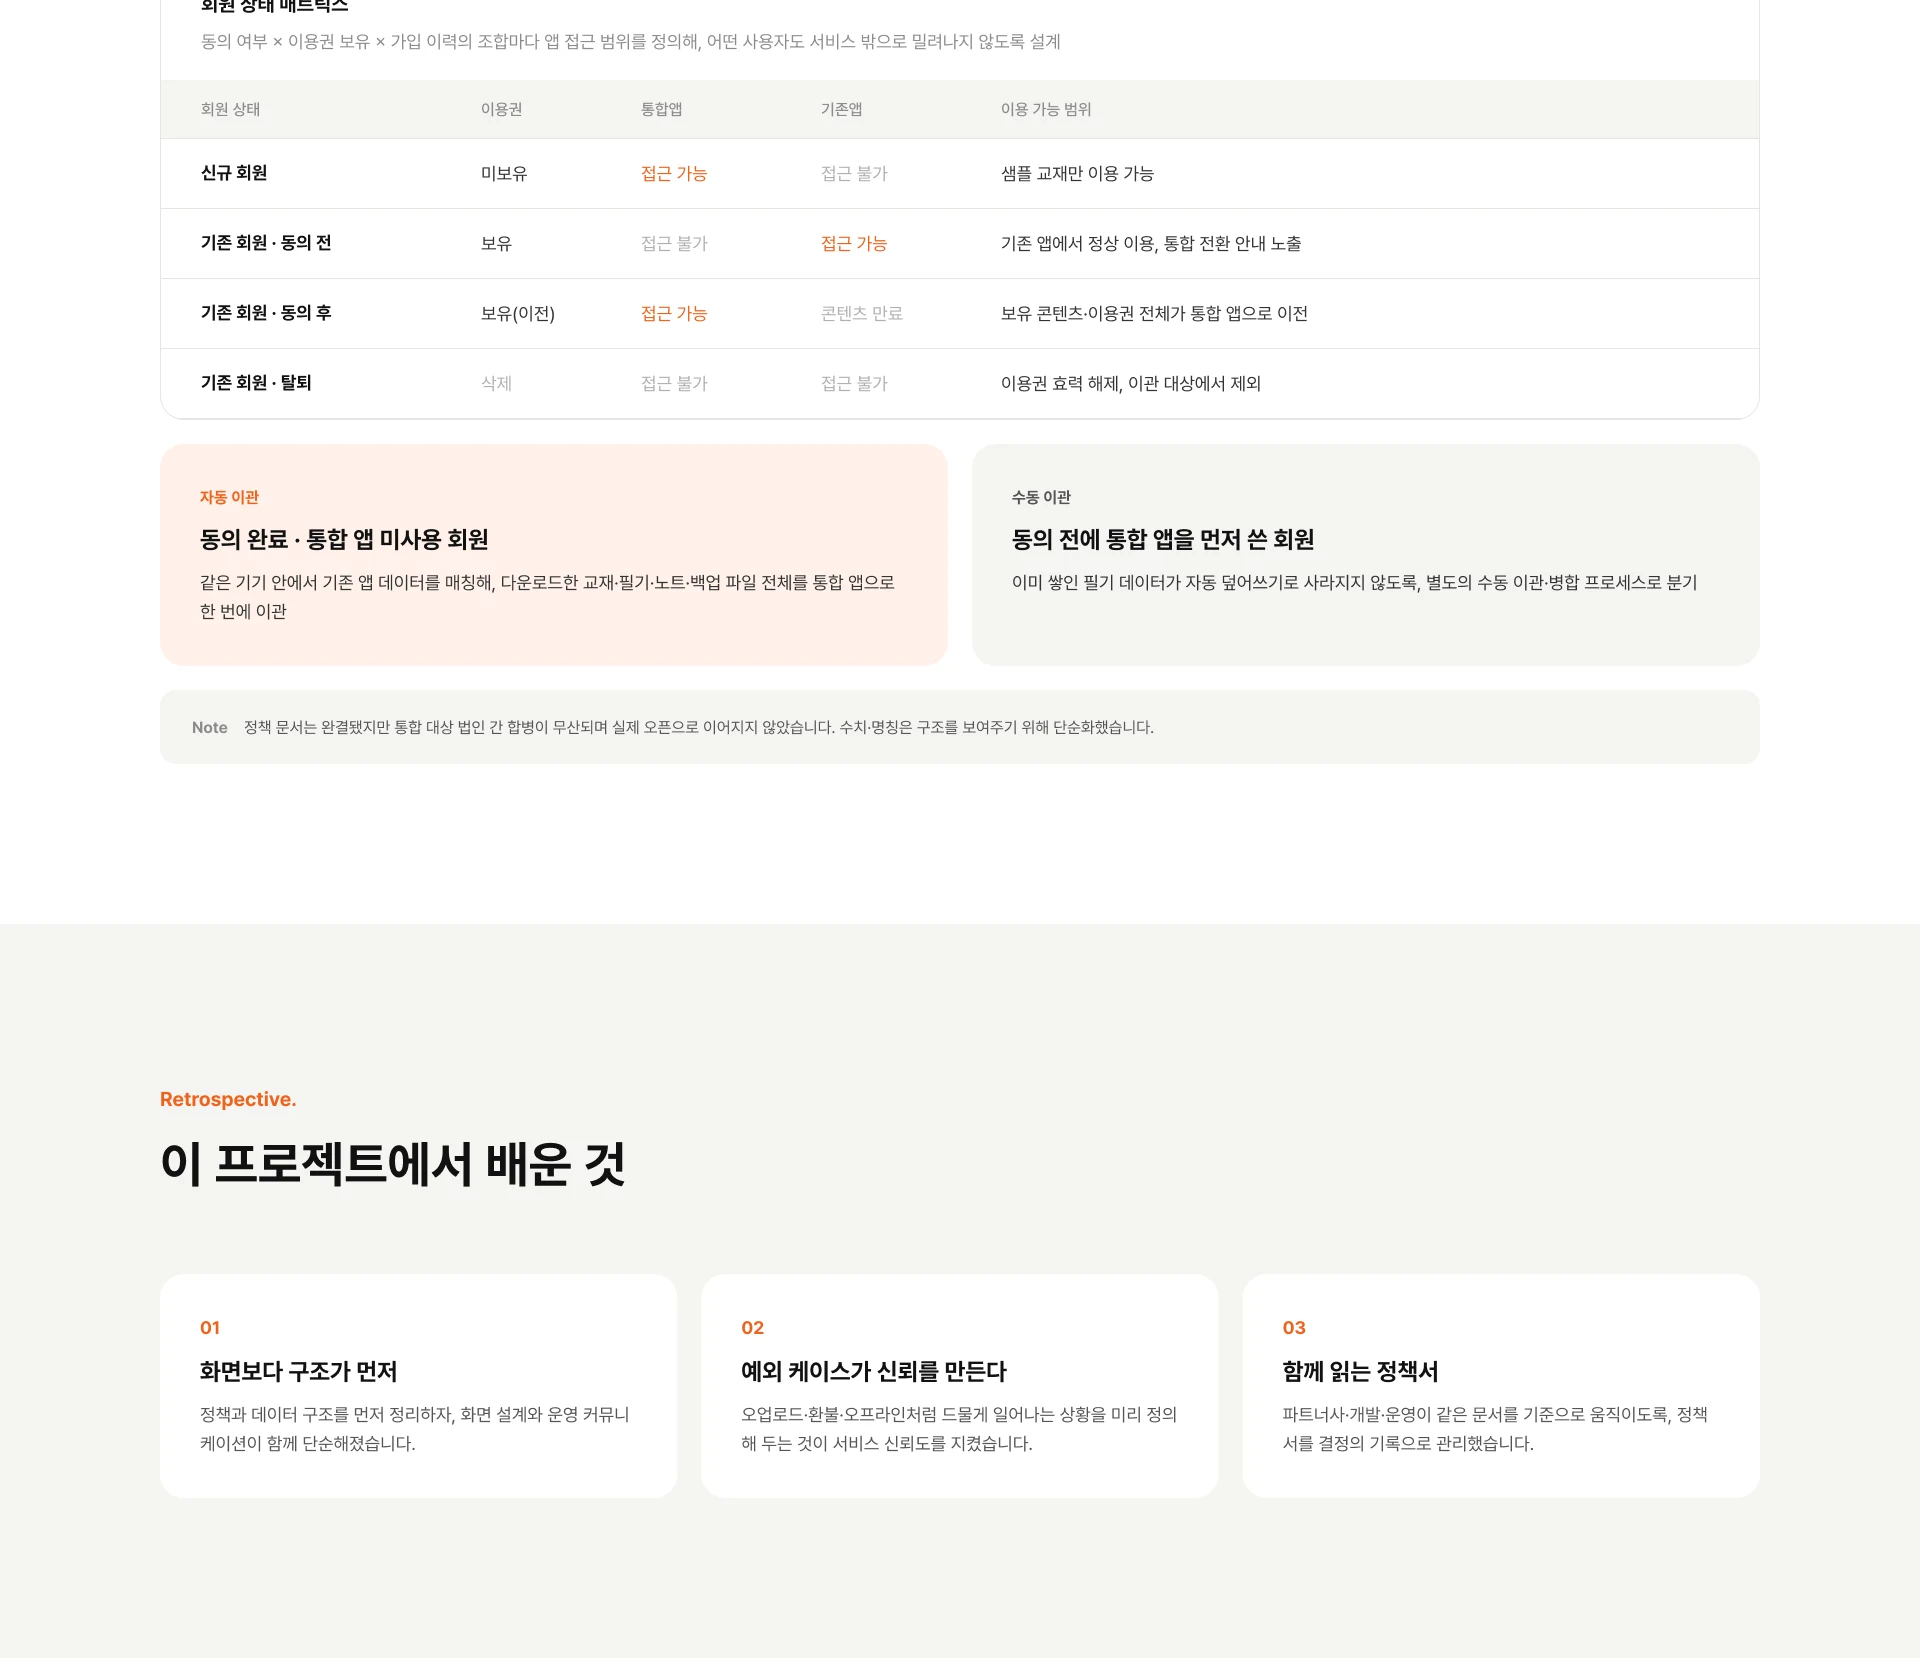 회원 상태 매트릭스
동의 여부 × 이용권 보유 × 가입 이력의 조합마다 앱 접근 범위를 정의해, 어떤 사용자도 서비스 밖으로 밀려나지 않도록 설계
회원 상태 이용권 통합앱 기존앱 이용 가능 범위
신규 회원 미보유 접근 가능 접근 불가 샘플 교재만 이용 가능
기존 회원 · 동의 전 보유 접근 불가 접근 가능 기존 앱에서 정상 이용, 통합 전환 안내 노출
기존 회원 · 동의 후 보유(이전) 접근 가능 콘텐츠 만료 보유 콘텐츠·이용권 전체가 통합 앱으로 이전
기존 회원 · 탈퇴 삭제 접근 불가 접근 불가 이용권 효력 해제, 이관 대상에서 제외
자동 이관
동의 완료 · 통합 앱 미사용 회원
같은 기기 안에서 기존 앱 데이터를 매칭해, 다운로드한 교재·필기·노트·백업 파일 전체를 통합 앱으로
한 번에 이관
수동 이관
동의 전에 통합 앱을 먼저 쓴 회원
이미 쌓인 필기 데이터가 자동 덮어쓰기로 사라지지 않도록, 별도의 수동 이관·병합 프로세스로 분기
Note 정책 문서는 완결됐지만 통합 대상 법인 간 합병이 무산되며 실제 오픈으로 이어지지 않았습니다. 수치·명칭은 구조를 보여주기 위해 단순화했습니다.
Retrospective.
이 프로젝트에서 배운 것
01
화면보다 구조가 먼저
정책과 데이터 구조를 먼저 정리하자, 화면 설계와 운영 커뮤니
케이션이 함께 단순해졌습니다.
02
예외 케이스가 신뢰를 만든다
오업로드·환불·오프라인처럼 드물게 일어나는 상황을 미리 정의
해 두는 것이 서비스 신뢰도를 지켰습니다.
03
함께 읽는 정책서
파트너사·개발·운영이 같은 문서를 기준으로 움직이도록, 정책
서를 결정의 기록으로 관리했습니다.